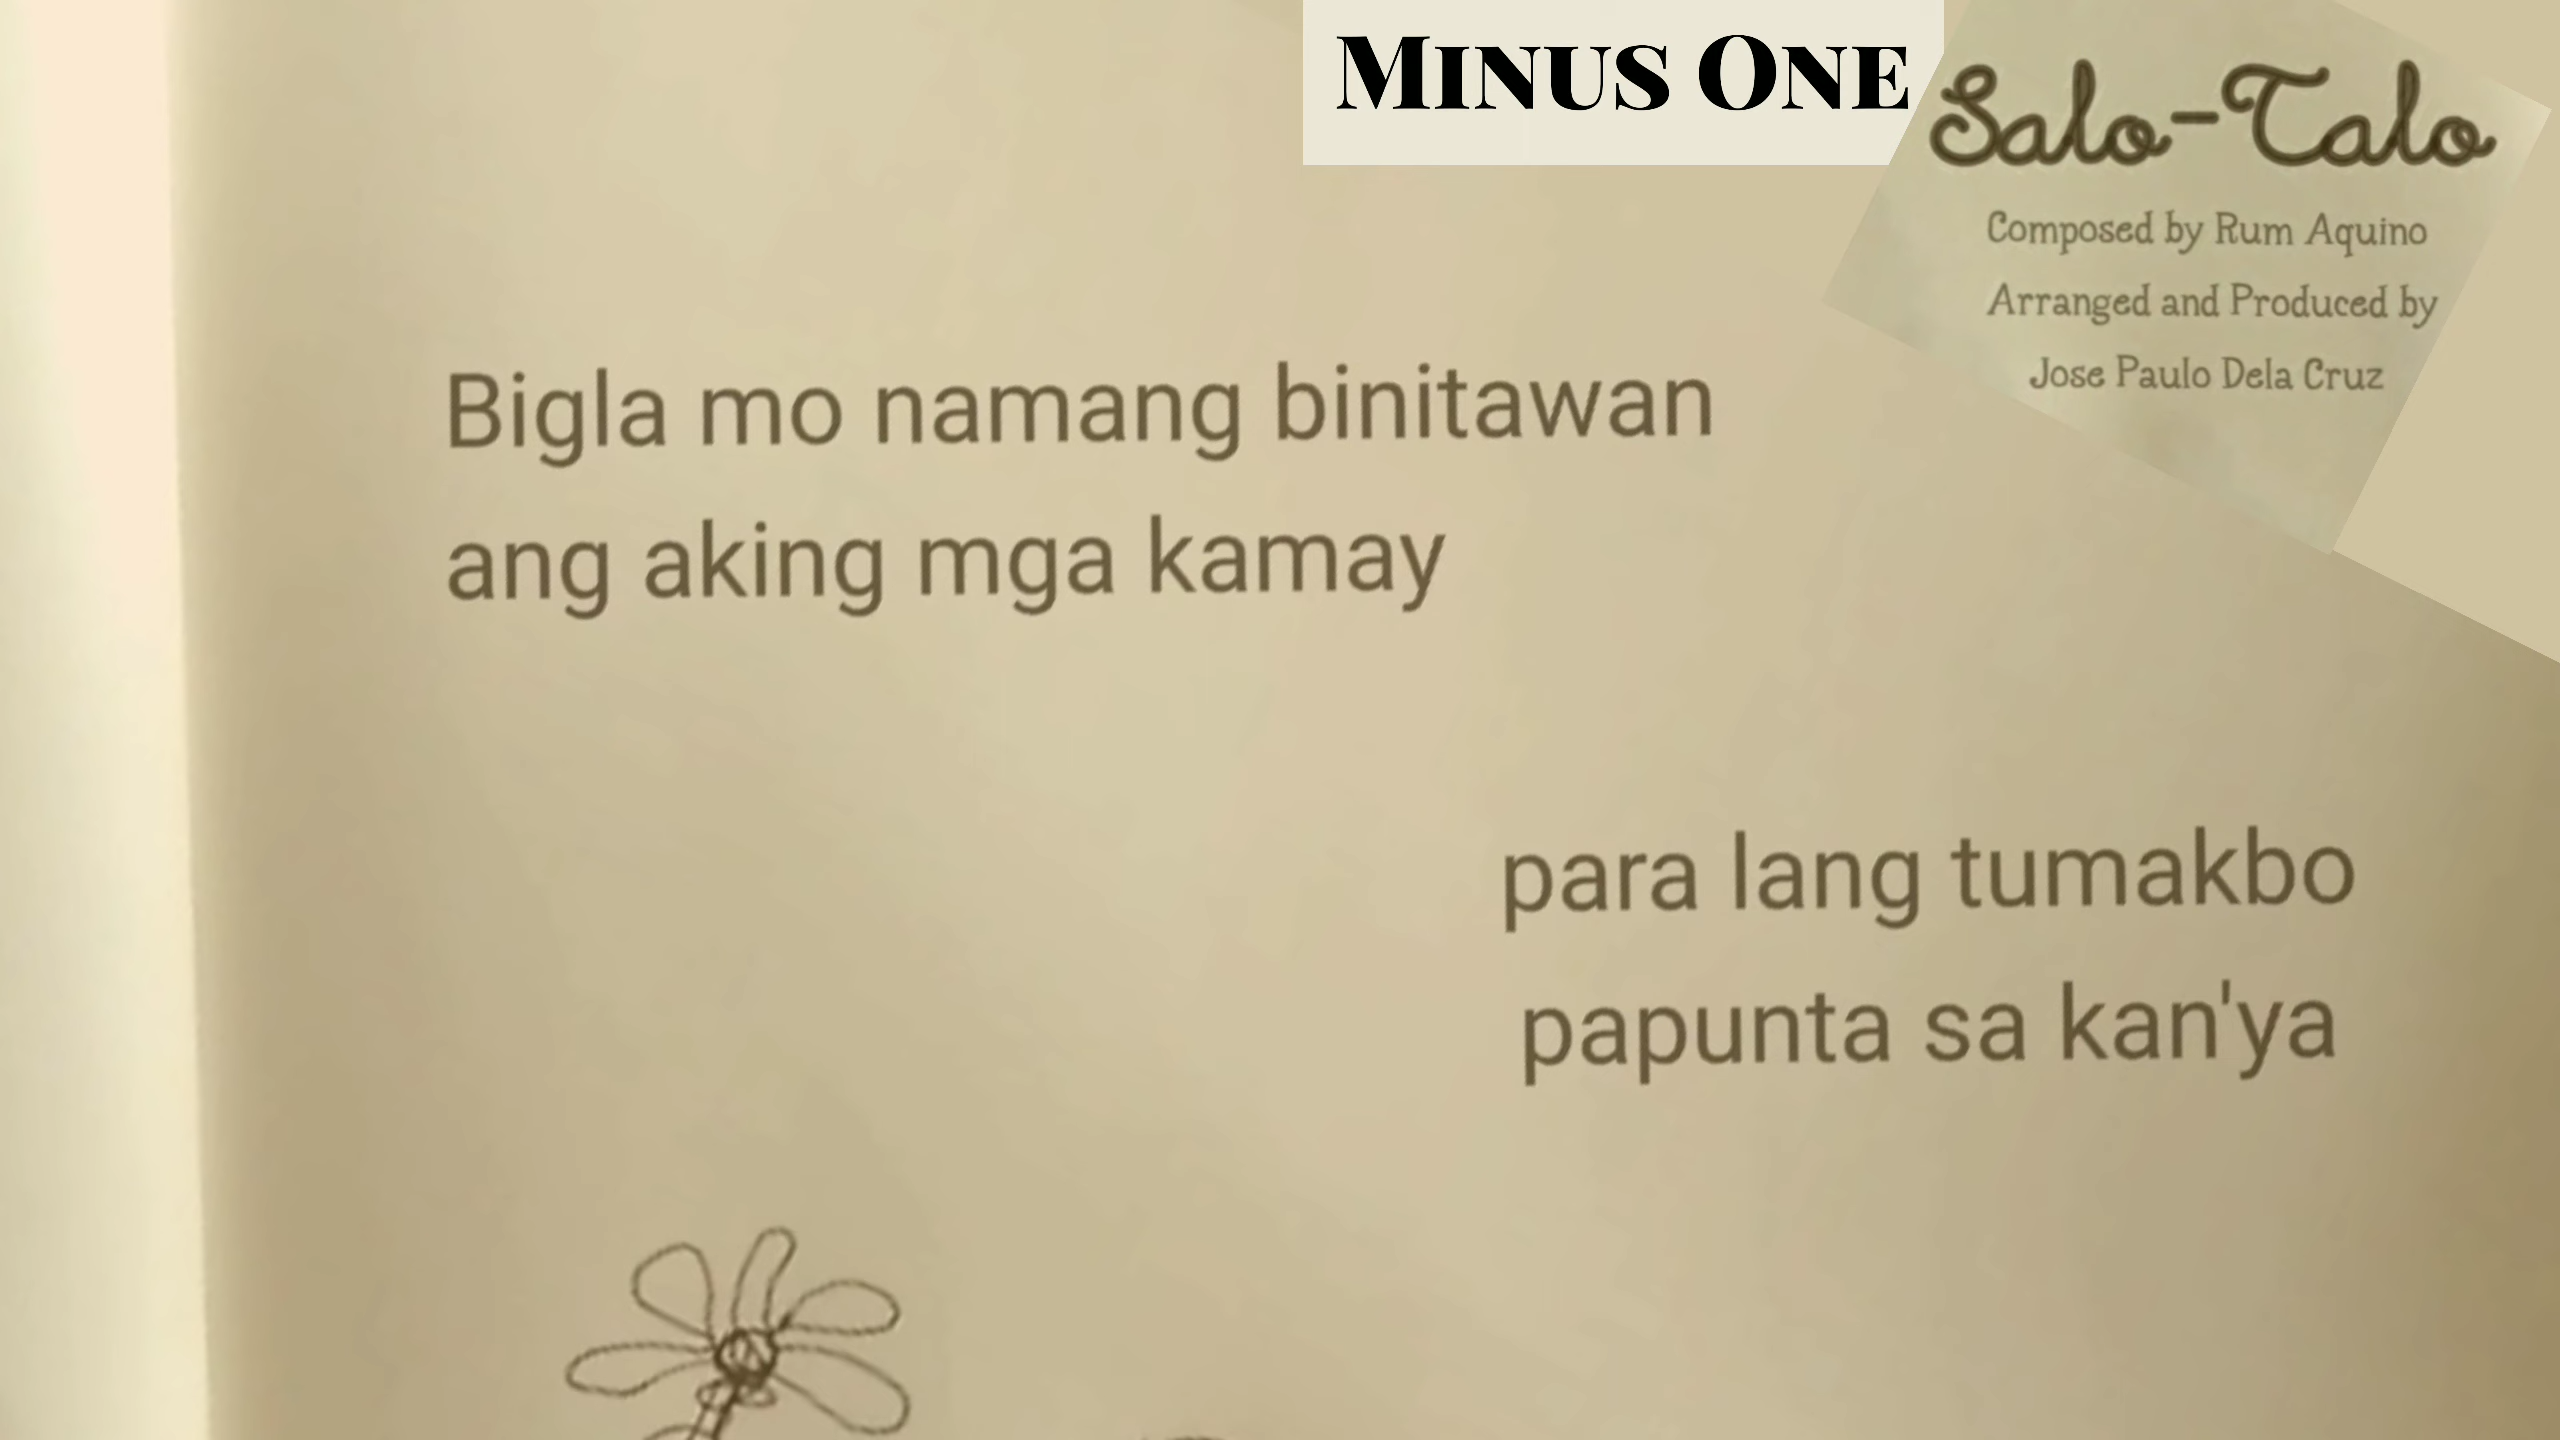 MINUS ONE
Salo-Talo
Composed by Rum Aquino
Arranged and Produced by
Jose Paulo Dela Cruz
Bigla mo namang binitawan
ang aking mga kamay
para lang tumakbo
papunta sa kan'ya